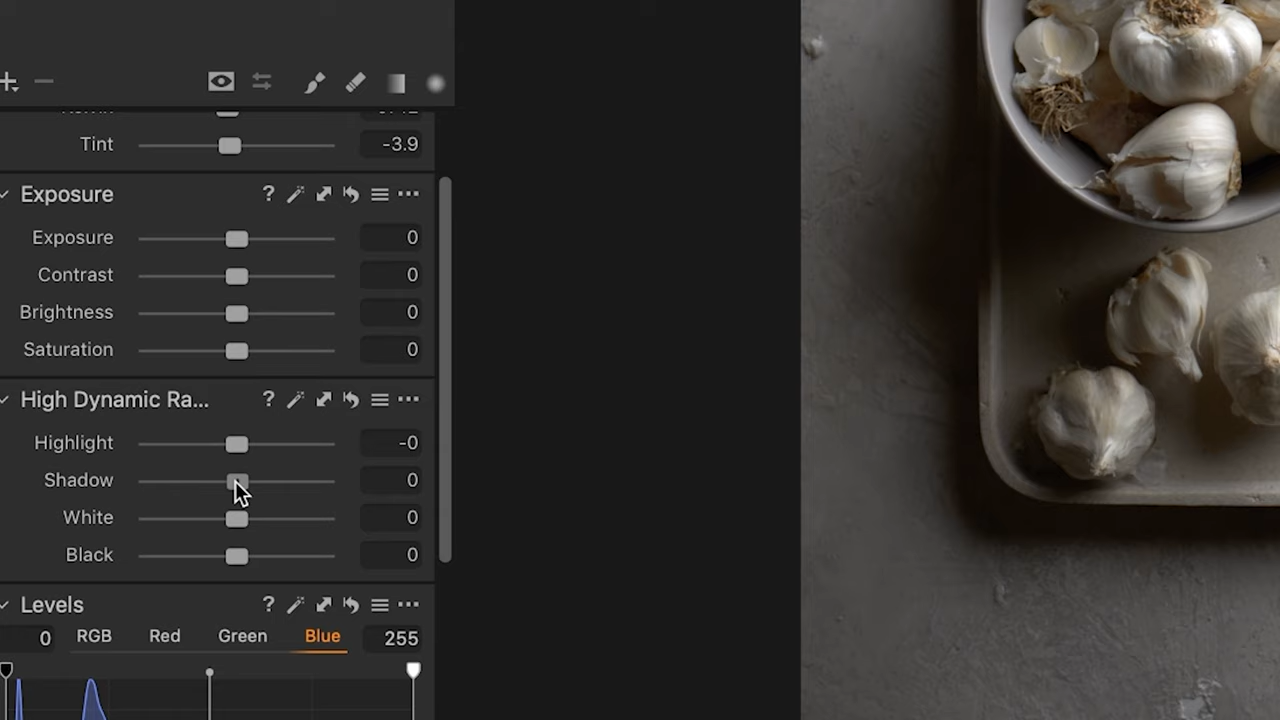 Tint -3.9
Exposure ?
Exposure 0
Contrast 0
Brightness 0
Saturation 0
High Dynamic Ra... ?
Highlight -0
Shadow 0
White 0
Black 0
Levels ?
0 RGB Red Green Blue 255